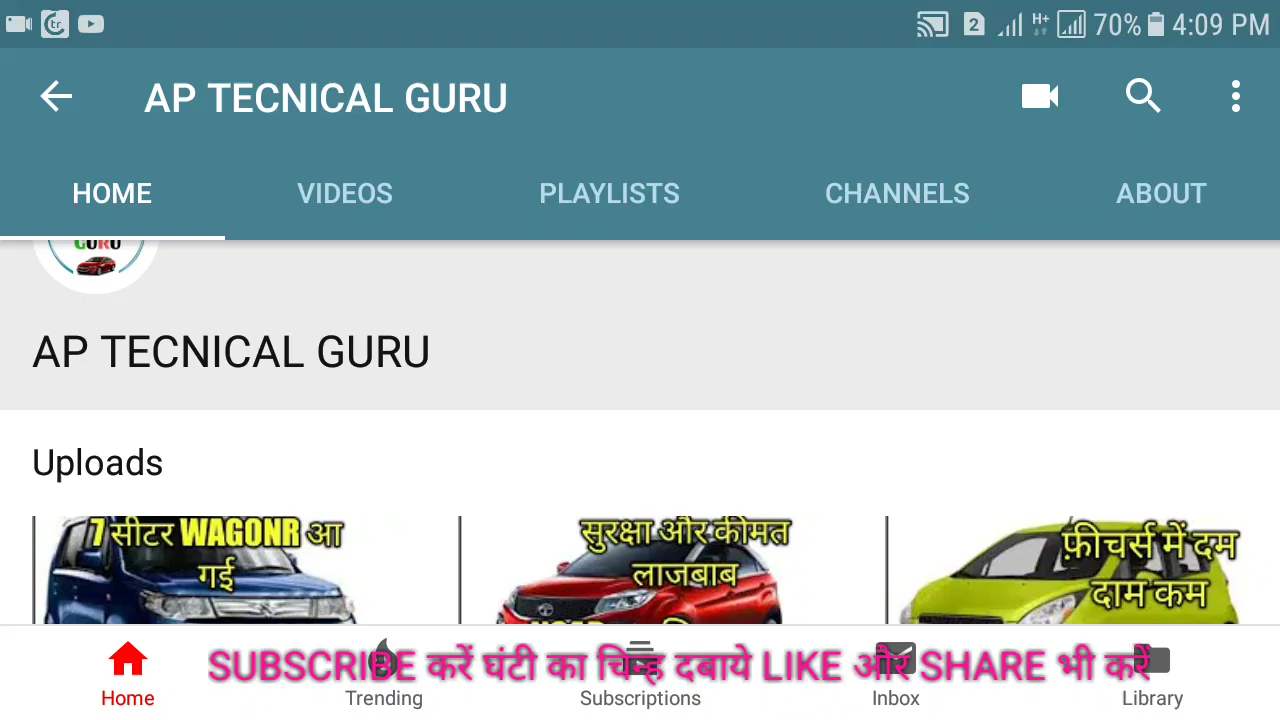 2 H+ 70% 4:09 PM
AP TECNICAL GURU
HOME VIDEOS PLAYLISTS CHANNELS ABOUT
GURU
AP TECNICAL GURU
Uploads
7 सीटर WAGONR आ
गई
सुरक्षा और कीमत
लाजबाब
फ़ीचर्स में दम
दाम कम
SUBSCRIBE करें घंटी का चिन्ह दबाये LIKE और SHARE भी करें
Home Trending Subscriptions Inbox Library